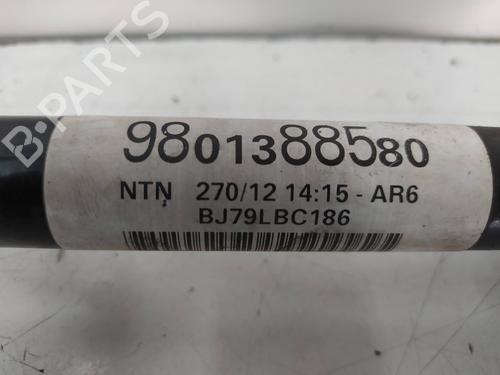 9801388580
NTN 270/12 14:15 - AR6
BJ79LBC186
B-PARTS